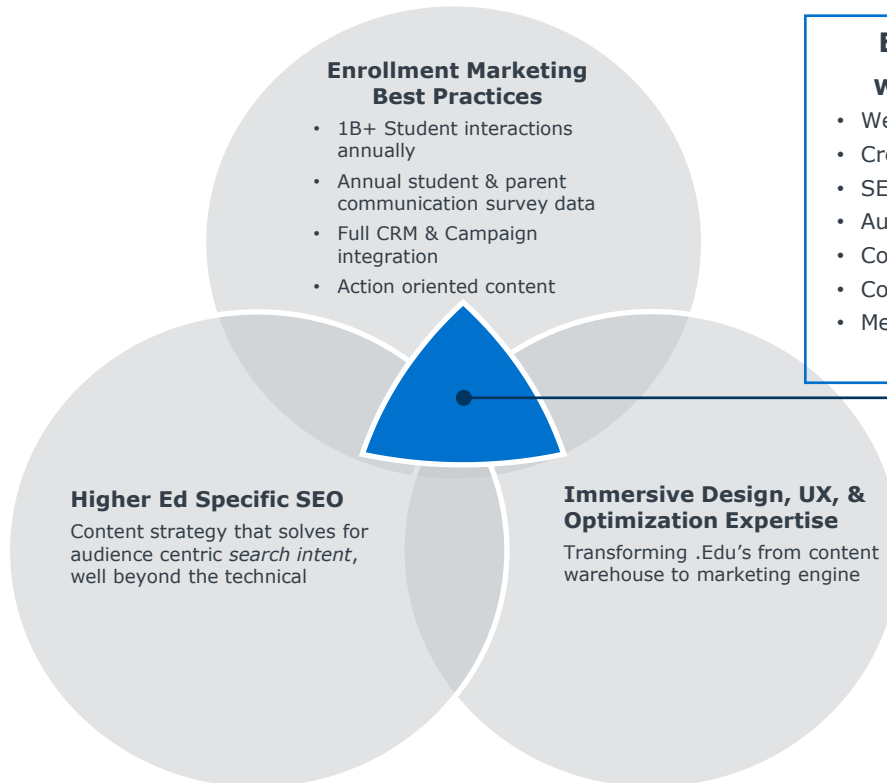 Enrollment Marketing
Best Practices
• 1B+ Student interactions
annually
• Annual student & parent
communication survey data
• Full CRM & Campaign
integration
• Action oriented content
Higher Ed Specific SEO
Content strategy that solves for
audience centric search intent,
well beyond the technical
Immersive Design, UX, &
Optimization Expertise
Transforming .Edu’s from content
warehouse to marketing engine